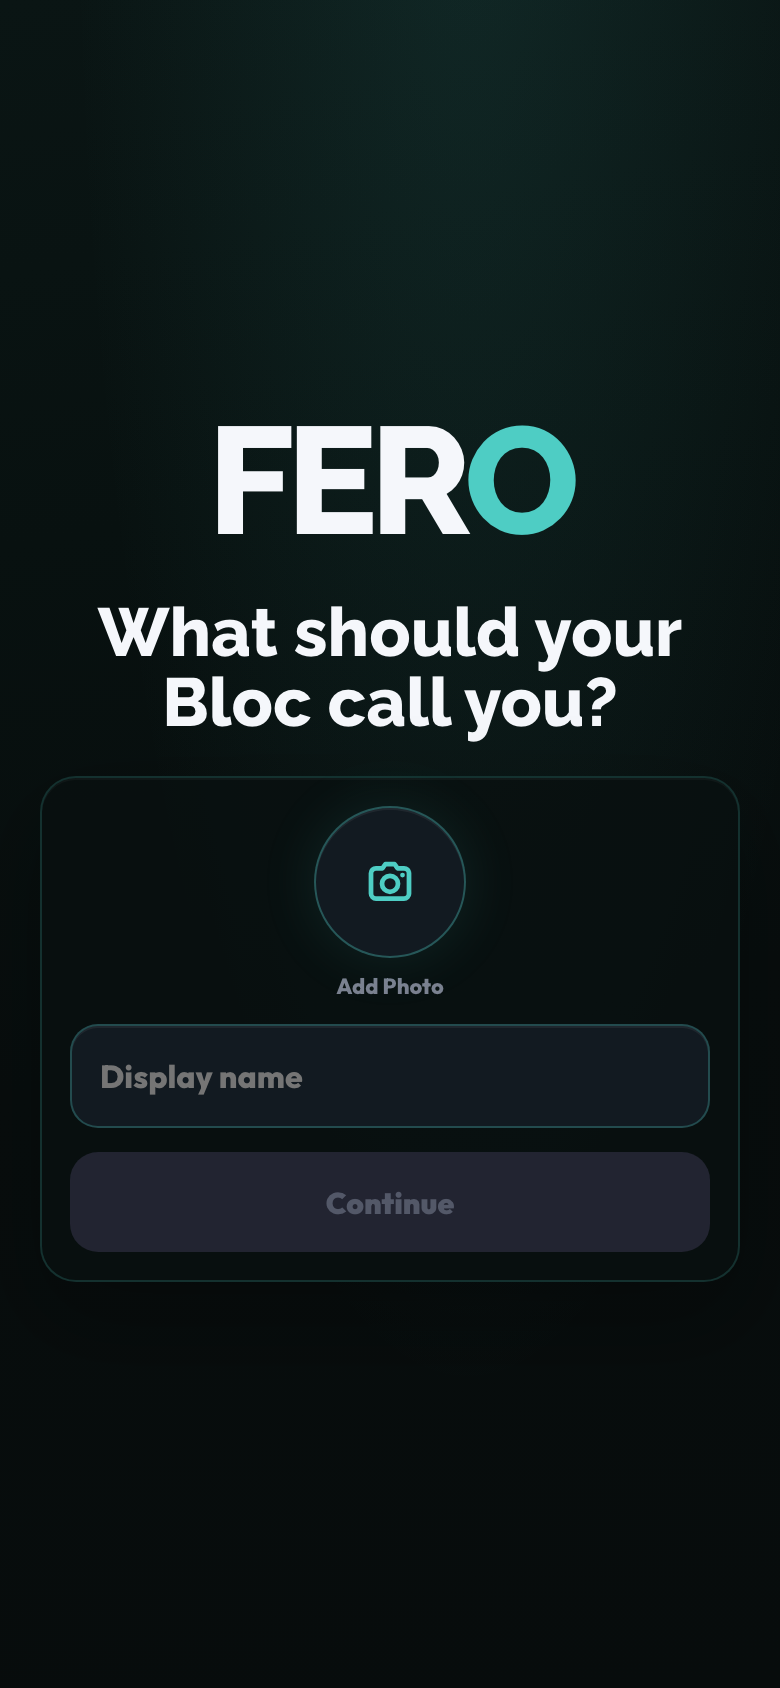 FERO
What should your
Bloc call you?
Add Photo
Display name
Continue